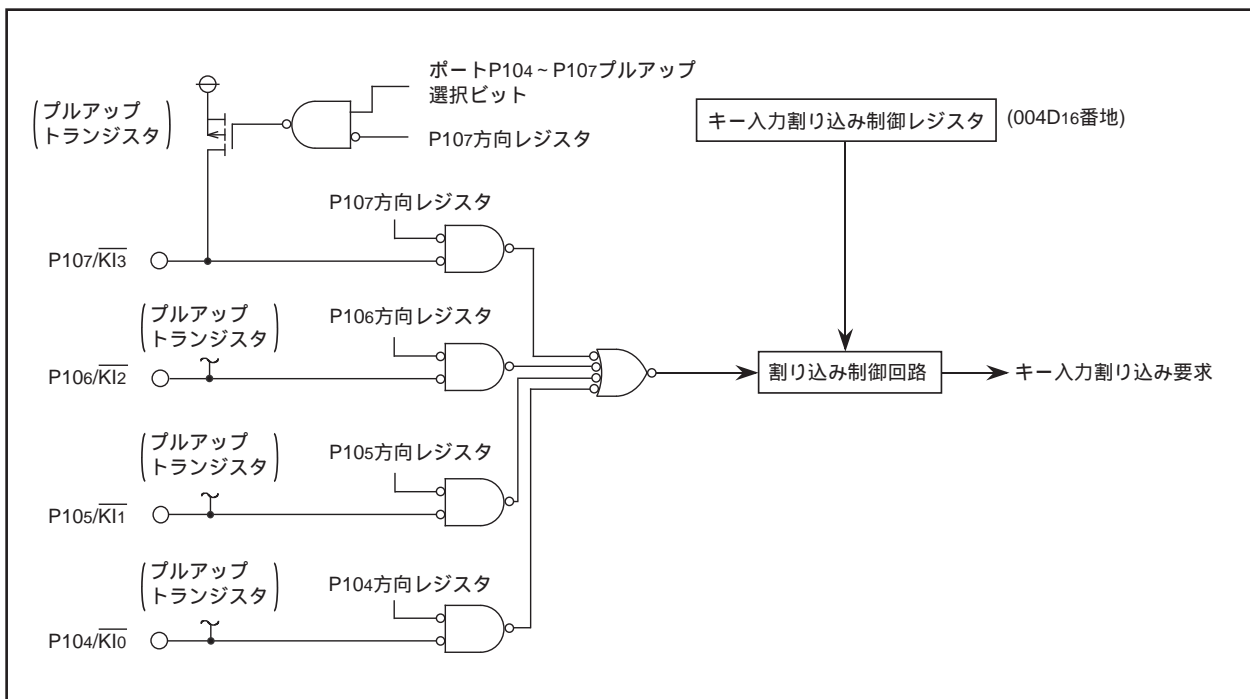 ポートP104 ~ P107プルアップ
選択ビット
プルアップ
トランジスタ
P107方向レジスタ
キー入力割り込み制御レジスタ
(004D16番地)
P107方向レジスタ
P107/KI3
プルアップ
トランジスタ
P106方向レジスタ
P106/KI2
割り込み制御回路
キー入力割り込み要求
プルアップ
トランジスタ
P105方向レジスタ
P105/KI1
プルアップ
トランジスタ
P104方向レジスタ
P104/KI0